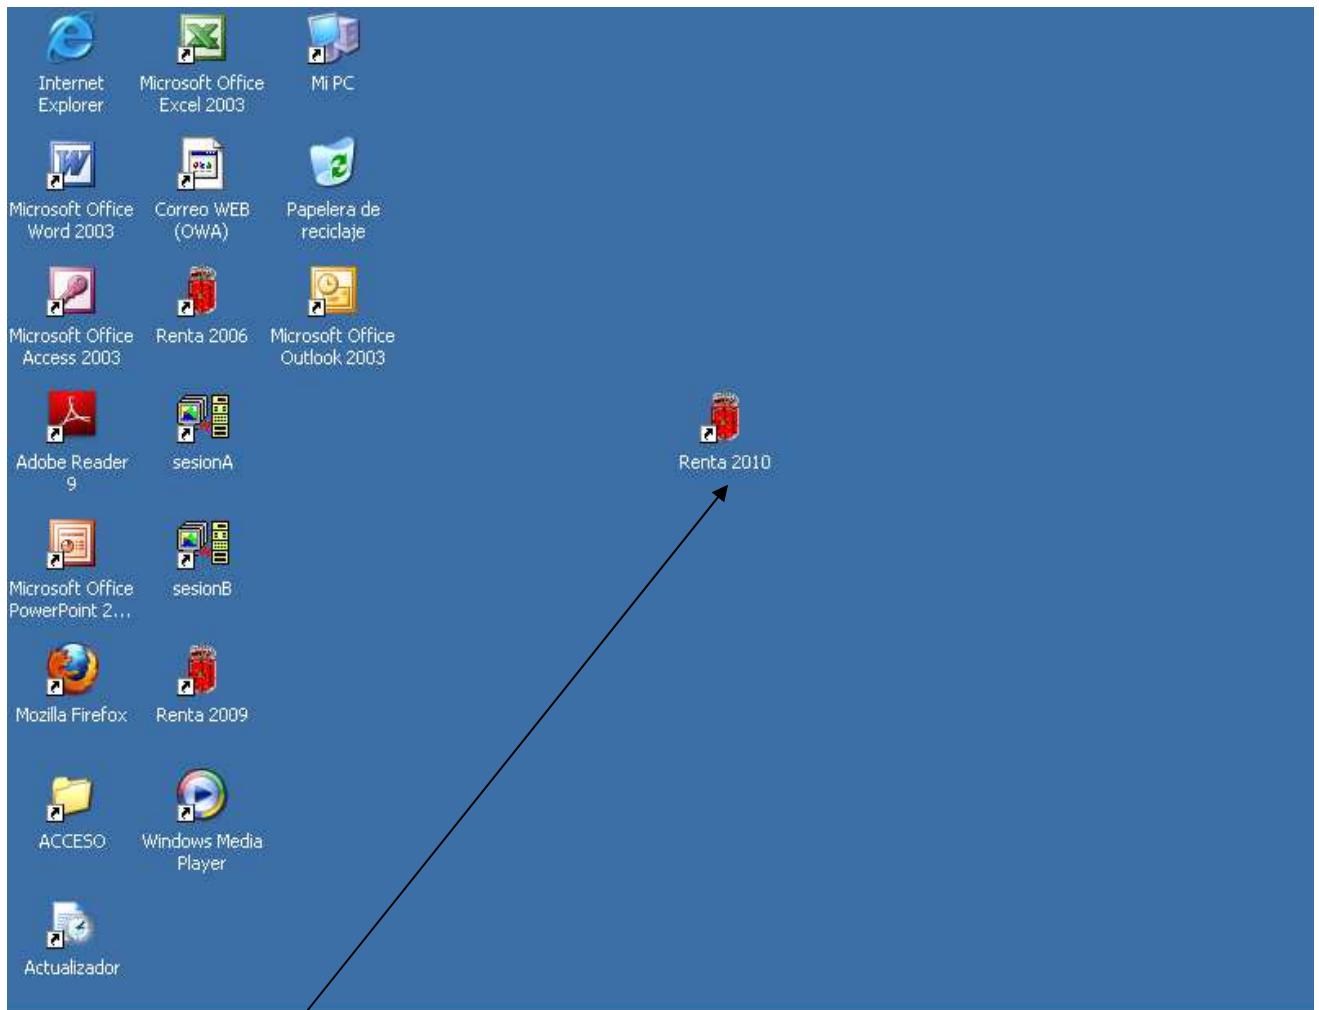 Internet
Explorer
Microsoft Office
Excel 2003
Mi PC
Microsoft Office
Word 2003
Correo WEB
(OWA)
Papelera de
reciclaje
Microsoft Office
Access 2003
Renta 2006
Microsoft Office
Outlook 2003
Adobe Reader
9
sesionA
Renta 2010
Microsoft Office
PowerPoint 2...
sesionB
Mozilla Firefox
Renta 2009
ACCESO
Windows Media
Player
Actualizador